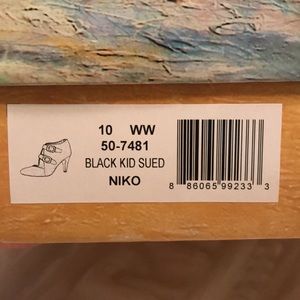 10 WW
50-7481
BLACK KID SUED
NIKO
8 86065 99233 3